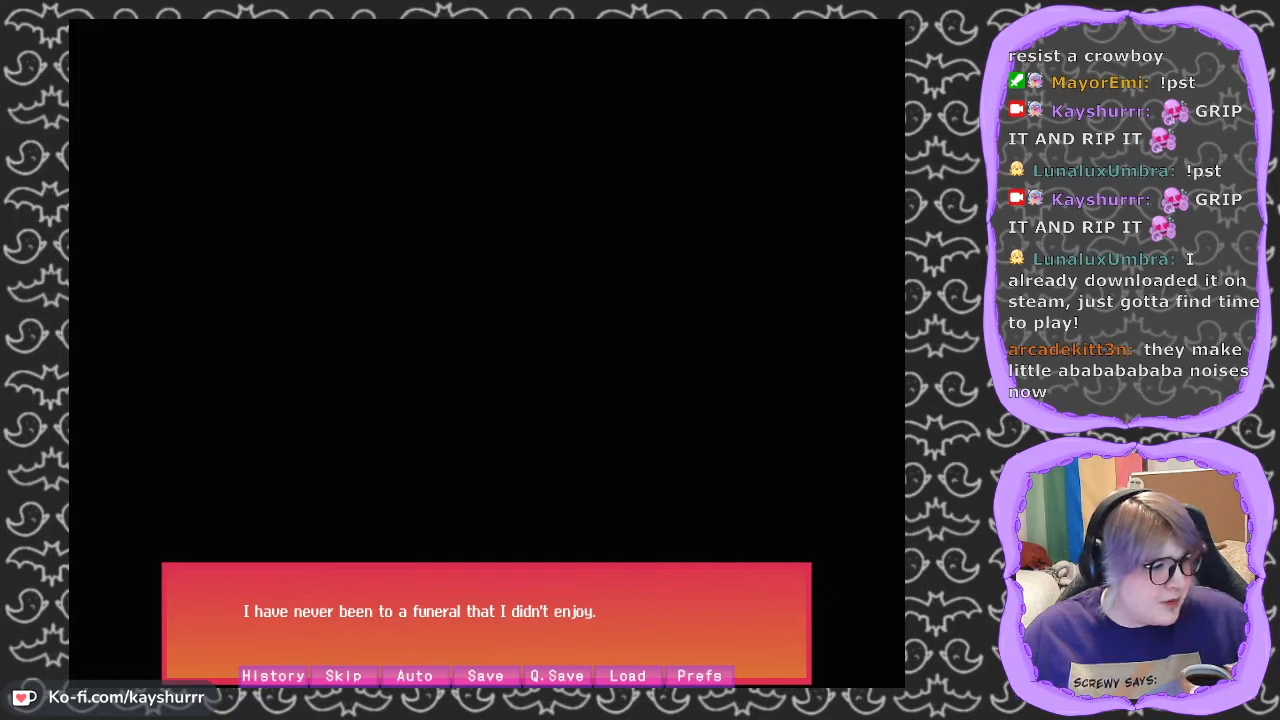 resist a crowboy
MayorEmi: !pst
Kayshurrr: GRIP
IT AND RIP IT
LunaluxUmbra: !pst
Kayshurrr: GRIP
IT AND RIP IT
LunaluxUmbra: I
already downloaded it on
steam, just gotta find time
to play!
arcadekitt3n: they make
little ababababababa noises
now
I have never been to a funeral that I didn't enjoy.
History Skip Auto Save Q.Save Load Prefs
SCREWY SAYS:
Ko-fi.com/kayshurrr